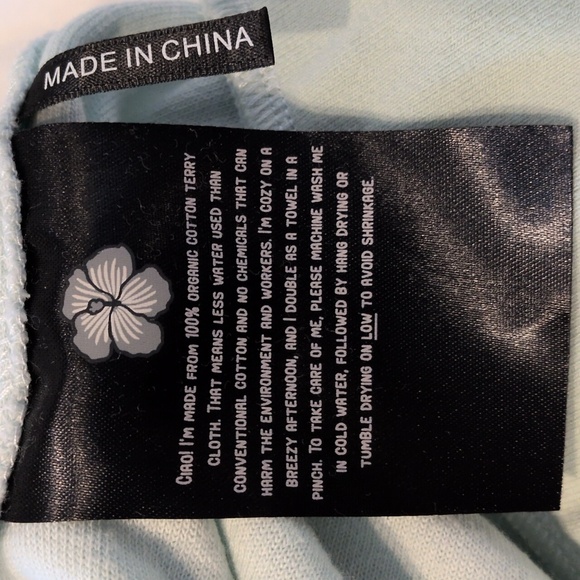 MADE IN CHINA
Ciao! I'm made from 100% organic cotton terry
cloth. That means less water used than
conventional cotton and no chemicals that can
harm the environment and workers. I'm cozy on a
breezy afternoon, and I double as a towel in a
pinch. To take care of me, please machine wash me
in cold water, followed by hang drying or
tumble drying on low to avoid shrinkage.